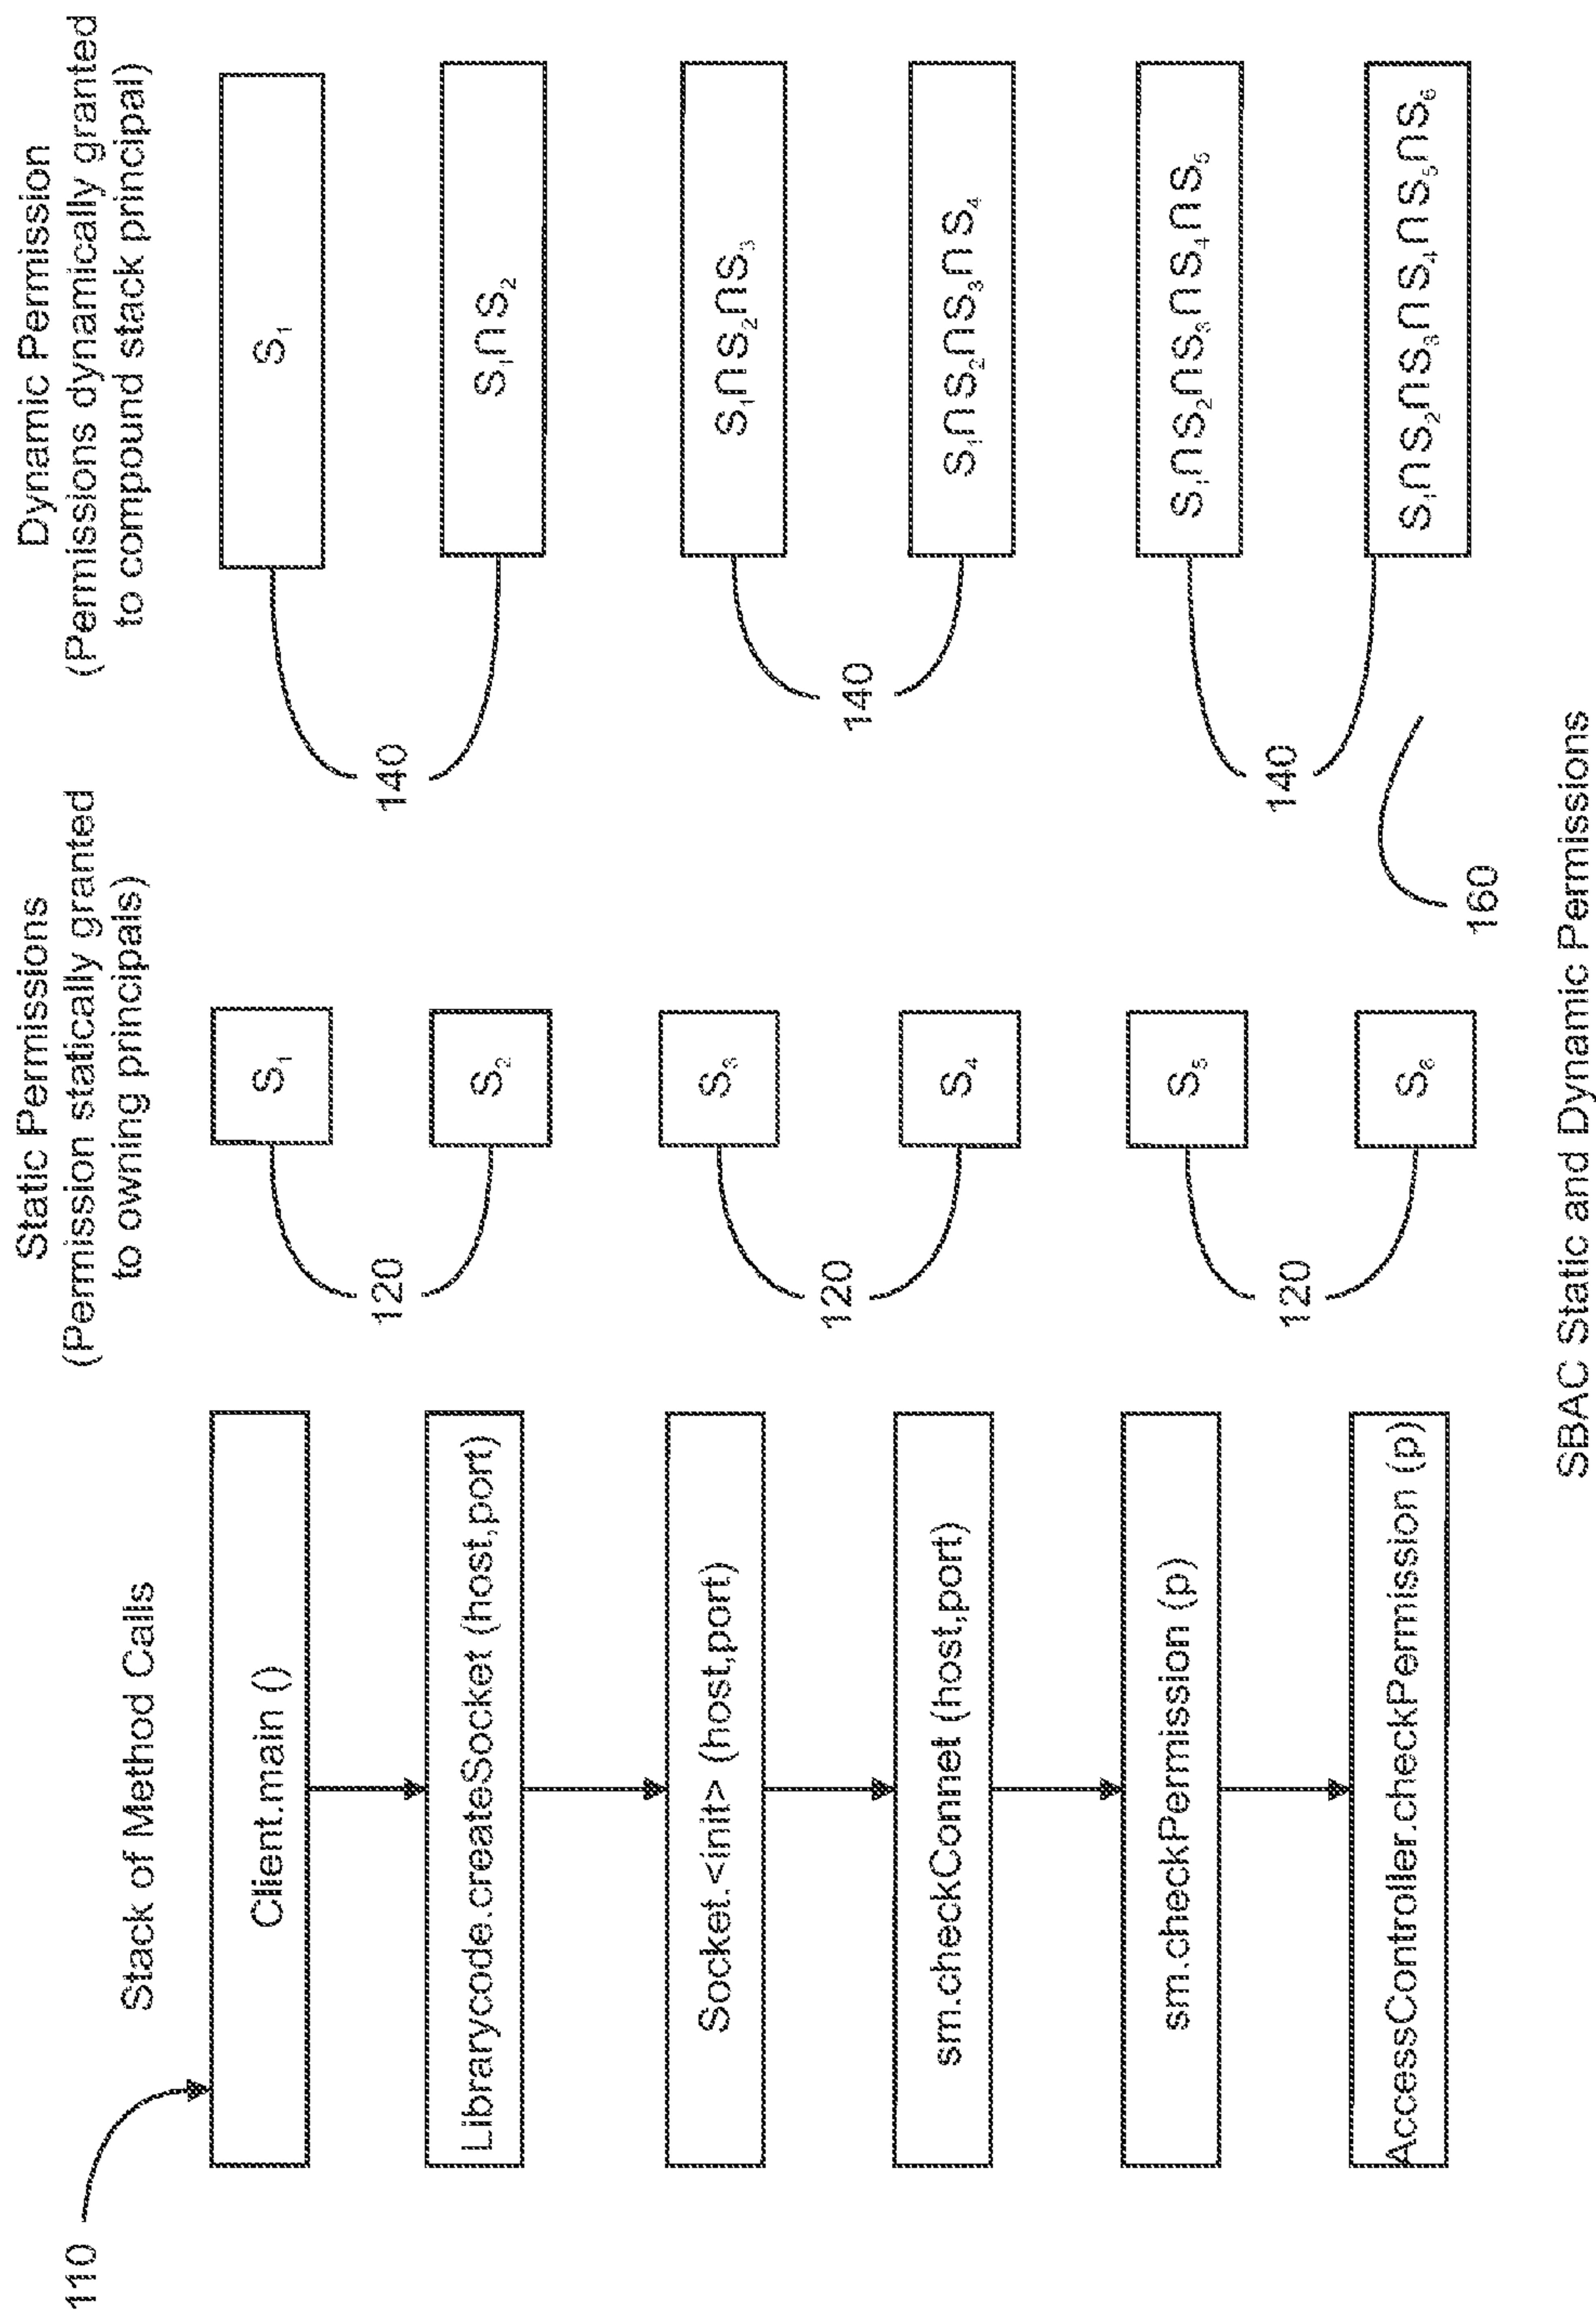 110
Stack of Method Calls
Client.main ()
Librarycode.createSocket (host,port)
Socket.<init> (host,port)
sm.checkConnet (host,port)
sm.checkPermission (p)
AccessController.checkPermission (p)
Static Permissions
(Permission statically granted
to owning principals)
S₁
S₂
120
S₃
S₄
120
S₅
S₆
120
Dynamic Permission
(Permissions dynamically granted
to compound stack principal)
S₁
S₁∩S₂
140
S₁∩S₂∩S₃
S₁∩S₂∩S₃∩S₄
140
S₁∩S₂∩S₃∩S₄∩S₅
S₁∩S₂∩S₃∩S₄∩S₅∩S₆
140
160
SBAC Static and Dynamic Permissions